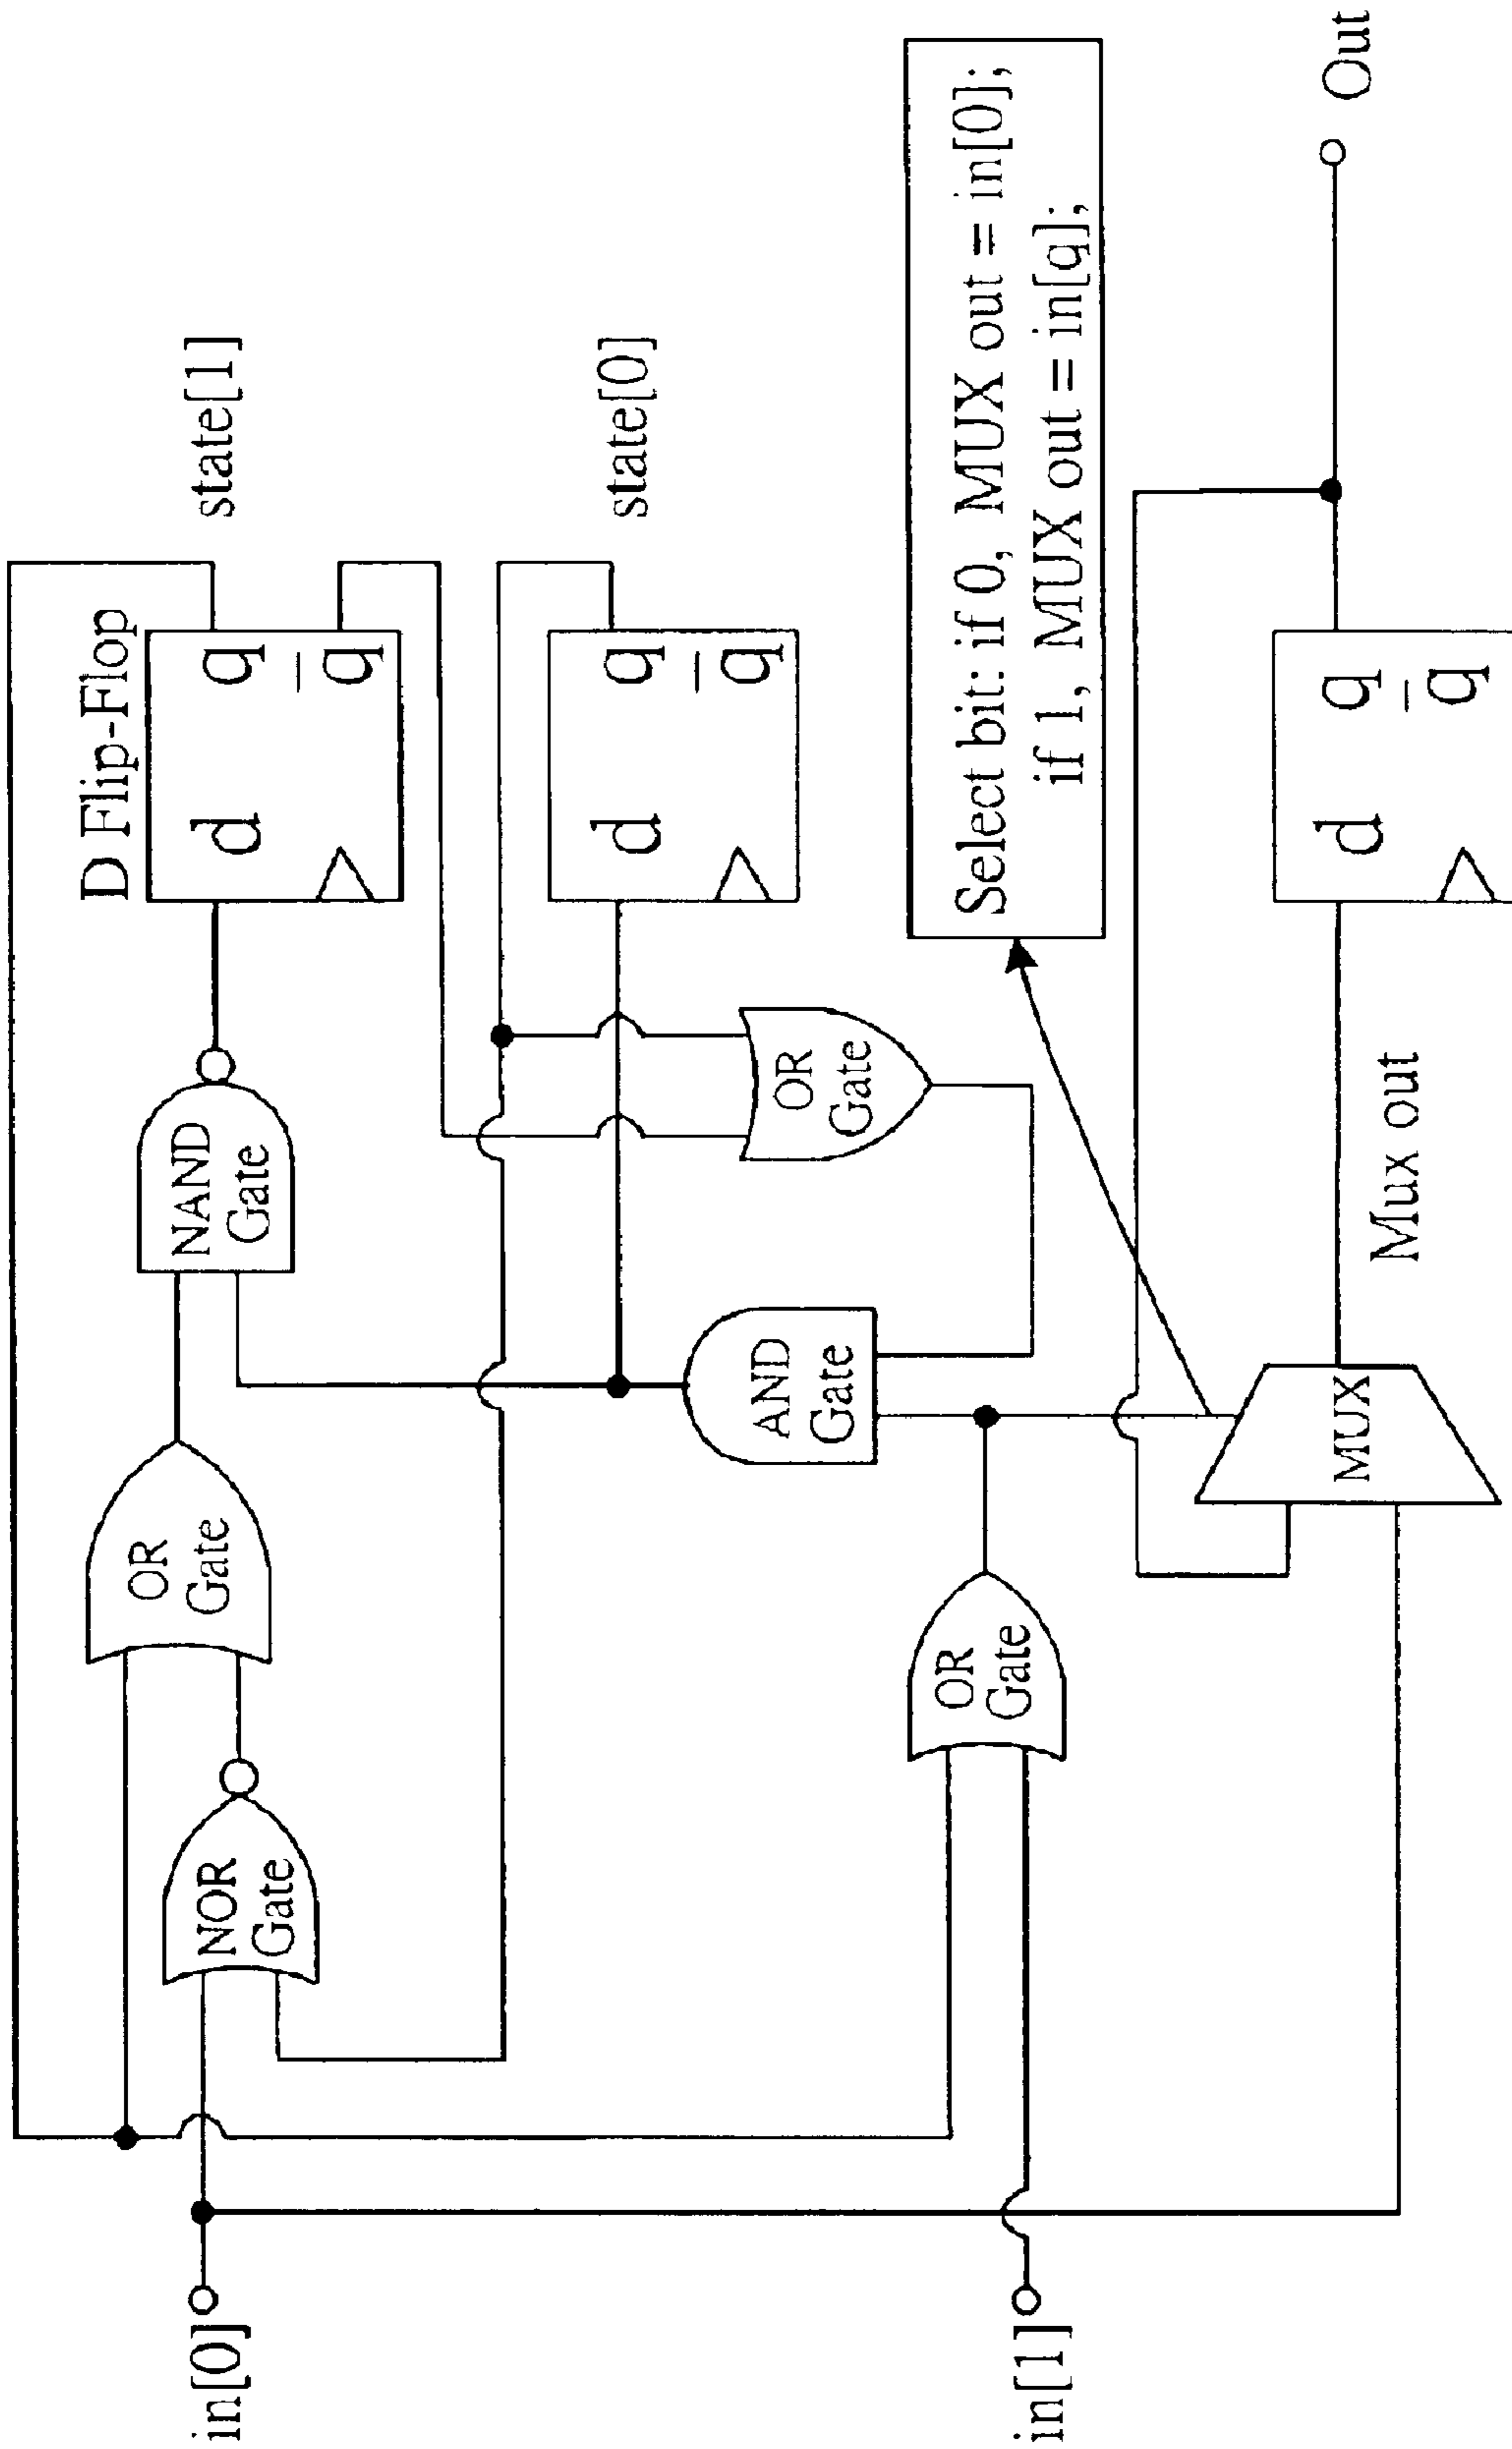 D Flip-Flop
d q
q
state[1]
NAND
Gate
OR
Gate
NOR
Gate
in[0]
d q
q
state[0]
OR
Gate
AND
Gate
OR
Gate
in[1]
Select bit: if 0, MUX out = in[0];
if 1, MUX out = in[q];
MUX
Mux out
d q
q
Out